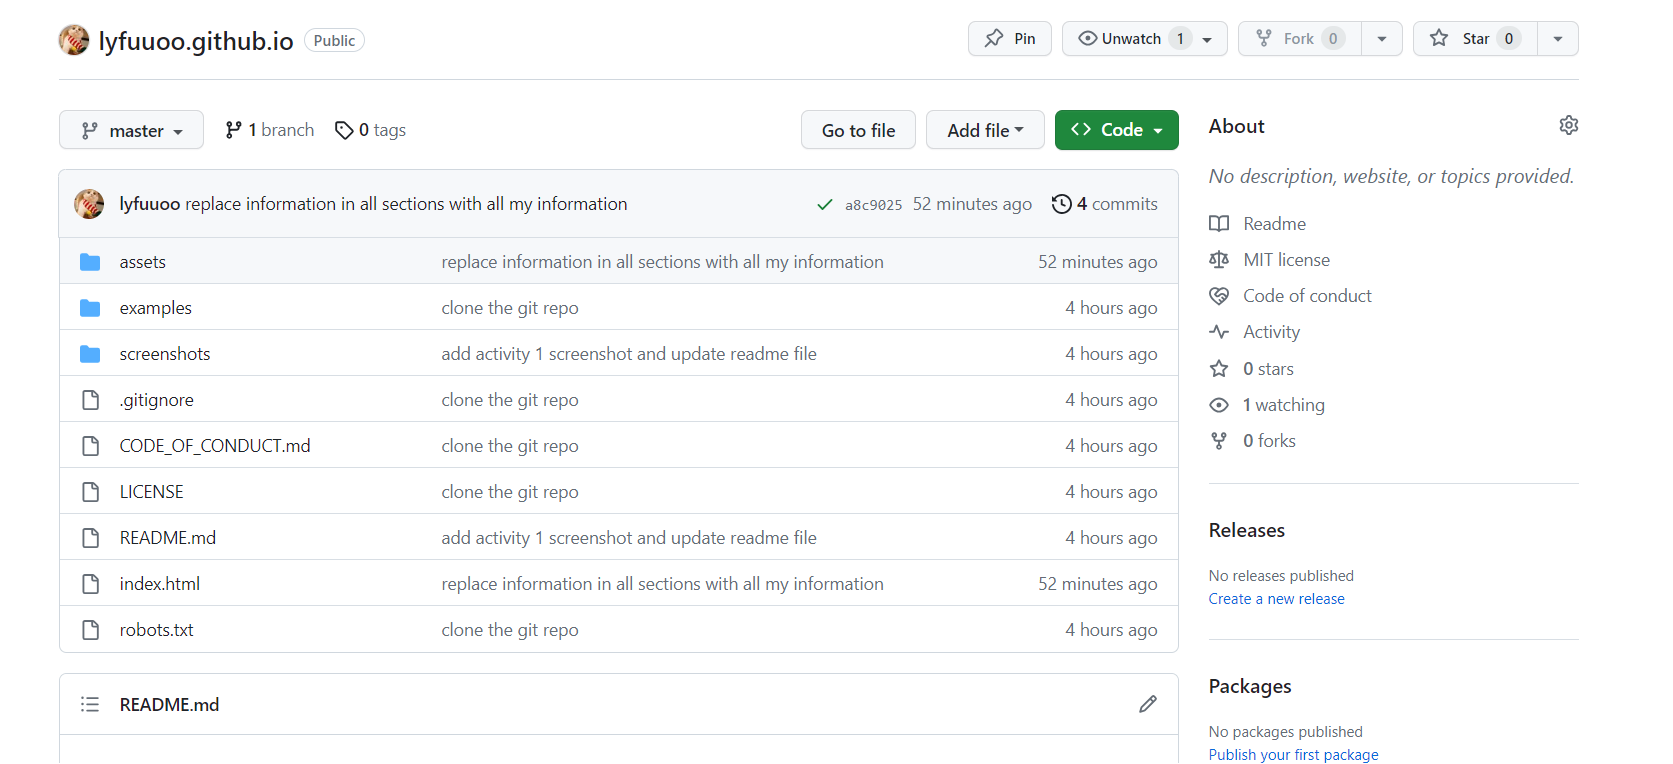 lyfuuoo.github.io Public Pin Unwatch 1 Fork 0 Star 0
master 1 branch 0 tags Go to file Add file Code
lyfuuoo replace information in all sections with all my information a8c9025 52 minutes ago 4 commits
assets replace information in all sections with all my information 52 minutes ago
examples clone the git repo 4 hours ago
screenshots add activity 1 screenshot and update readme file 4 hours ago
.gitignore clone the git repo 4 hours ago
CODE_OF_CONDUCT.md clone the git repo 4 hours ago
LICENSE clone the git repo 4 hours ago
README.md add activity 1 screenshot and update readme file 4 hours ago
index.html replace information in all sections with all my information 52 minutes ago
robots.txt clone the git repo 4 hours ago
README.md
About
No description, website, or topics provided.
Readme
MIT license
Code of conduct
Activity
0 stars
1 watching
0 forks
Releases
No releases published
Create a new release
Packages
No packages published
Publish your first package